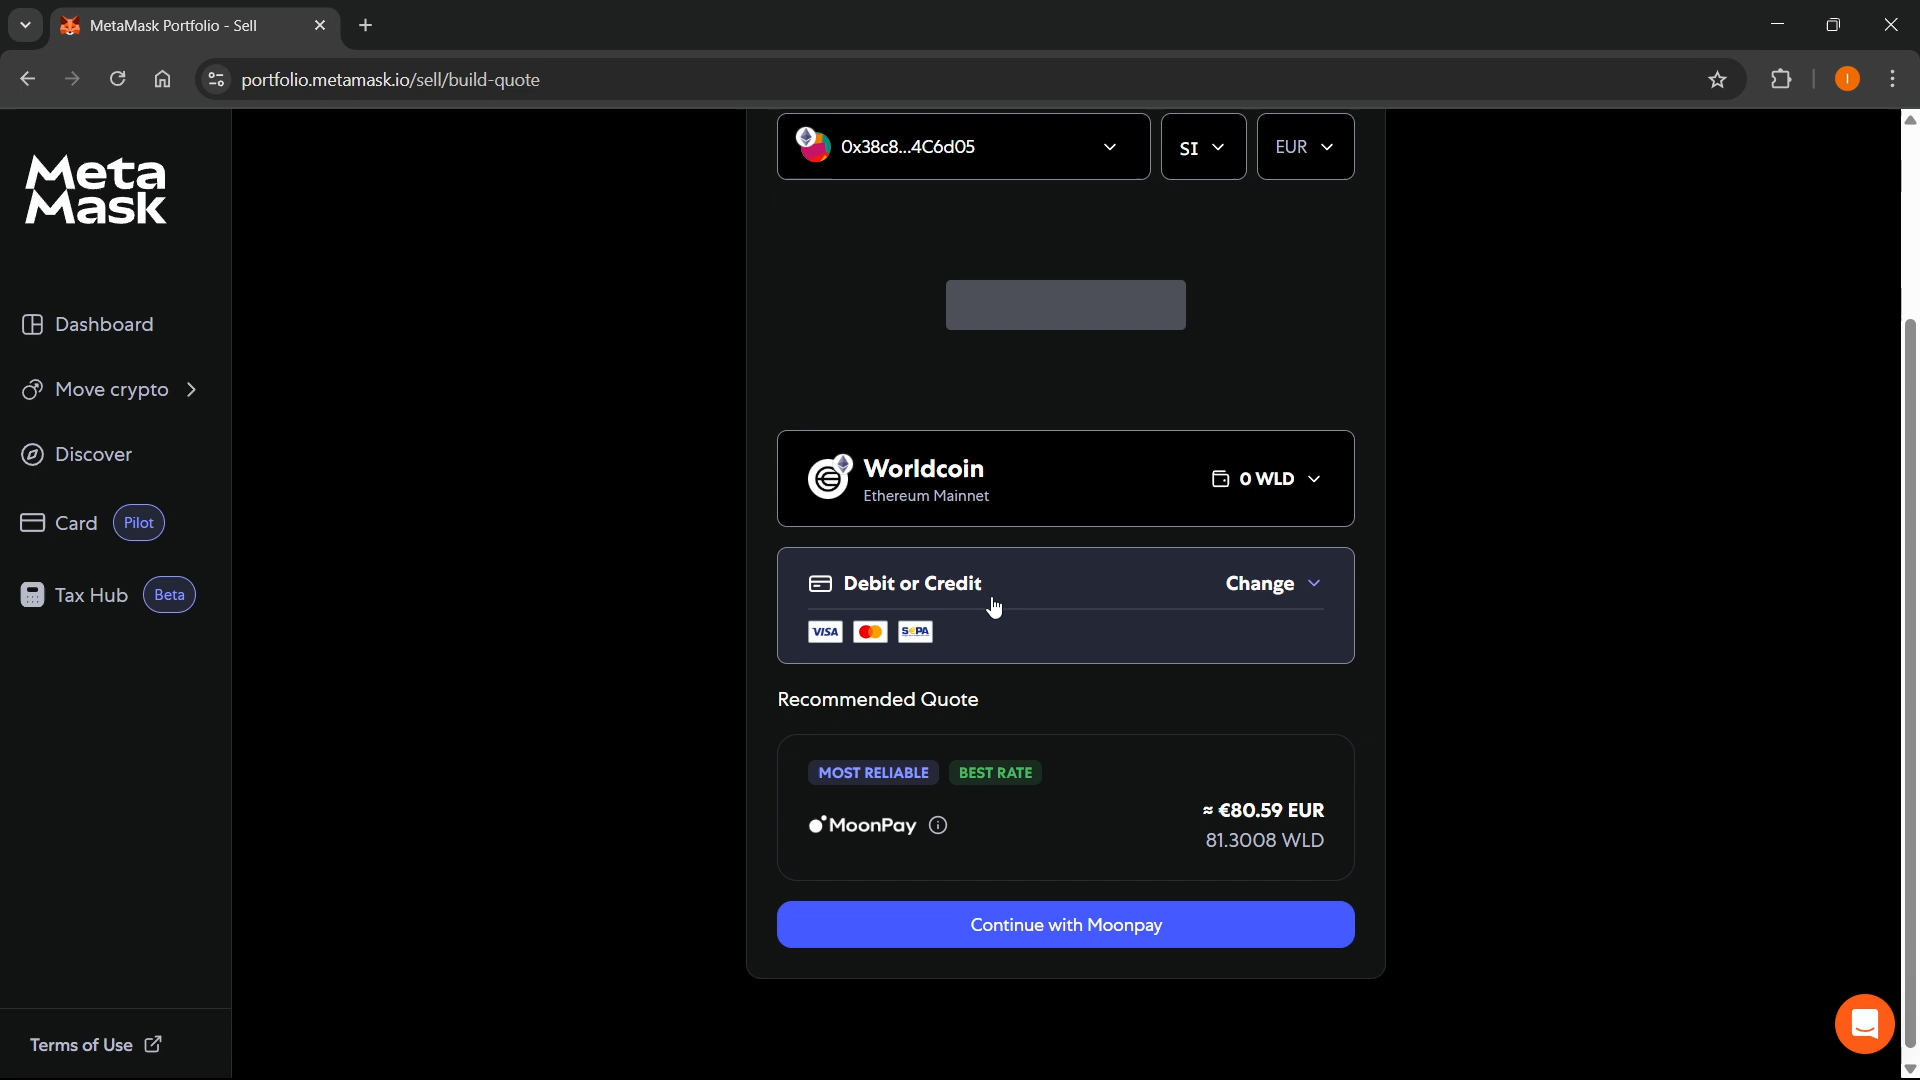 MetaMask Portfolio - Sell
portfolio.metamask.io/sell/build-quote
I
Meta
Mask
Dashboard
Move crypto
Discover
Card Pilot
Tax Hub Beta
Terms of Use
0x38c8...4C6d05
SI
EUR
Worldcoin
Ethereum Mainnet
0 WLD
Debit or Credit
Change
VISA
SEPA
Recommended Quote
MOST RELIABLE
BEST RATE
MoonPay
≈ €80.59 EUR
81.3008 WLD
Continue with Moonpay